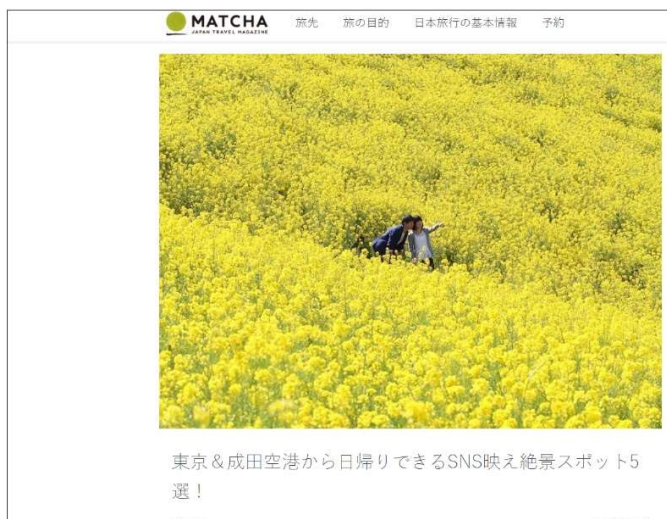 MATCHA
JAPAN TRAVEL MAGAZINE
旅先 旅の目的 日本旅行の基本情報 予約
東京＆成田空港から日帰りできるSNS映え絶景スポット5
選！